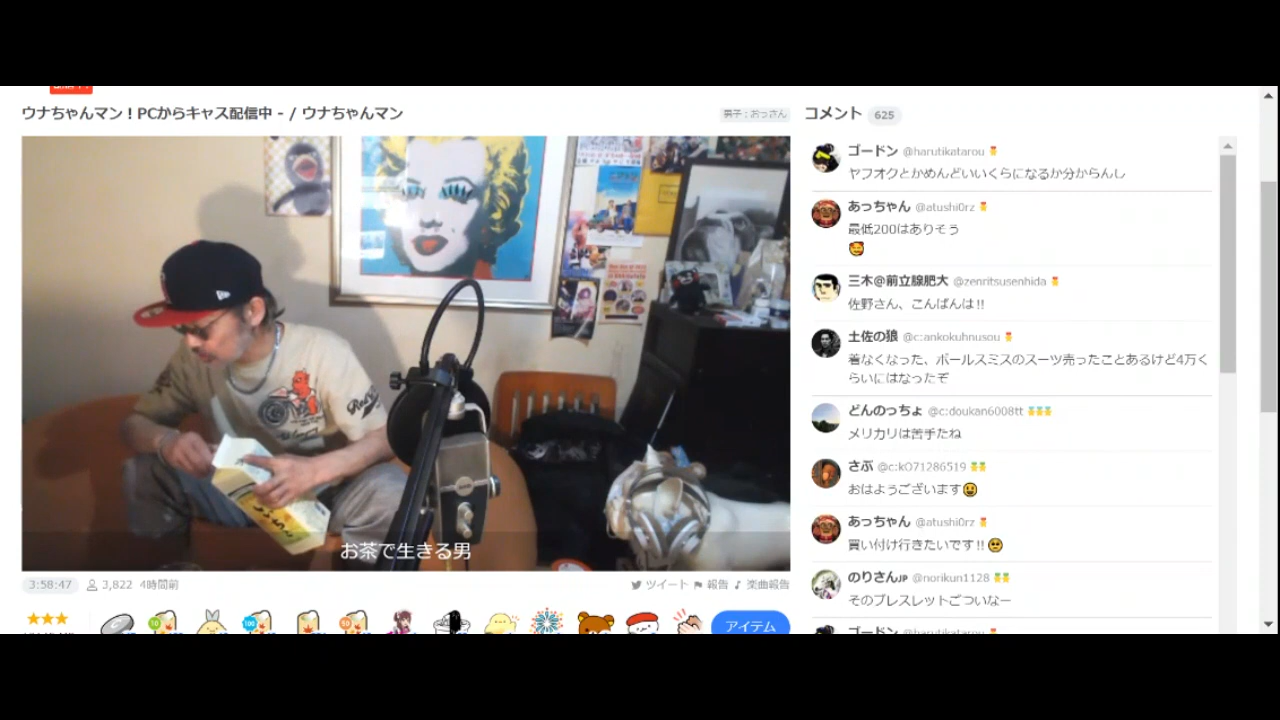 ウナちゃんマン！PCからキャス配信中 - / ウナちゃんマン
男子：おっさん
お茶で生きる男
3:58:47 3,822 4時間前
ツイート 報告 楽曲報告
アイテム
コメント 625
ゴードン @harutikatarou
ヤフオクとかめんどいいくらになるか分からんし
あっちゃん @atushi0rz
最低200はありそう
三木@前立腺肥大 @zenritsusenhida
佐野さん、こんばんは!!
土佐の狼 @c:ankokuhnusou
着なくなった、ポールスミスのスーツ売ったことあるけど4万く
らいにはなったぞ
どんのっちょ @c:doukan6008tt
メリカリは苦手たね
さぶ @c:k071286519
おはようございます
あっちゃん @atushi0rz
買い付け行きたいです!!
のりさんJP @norikun1128
そのブレスレットごついなー
ゴードン @harutikatarou